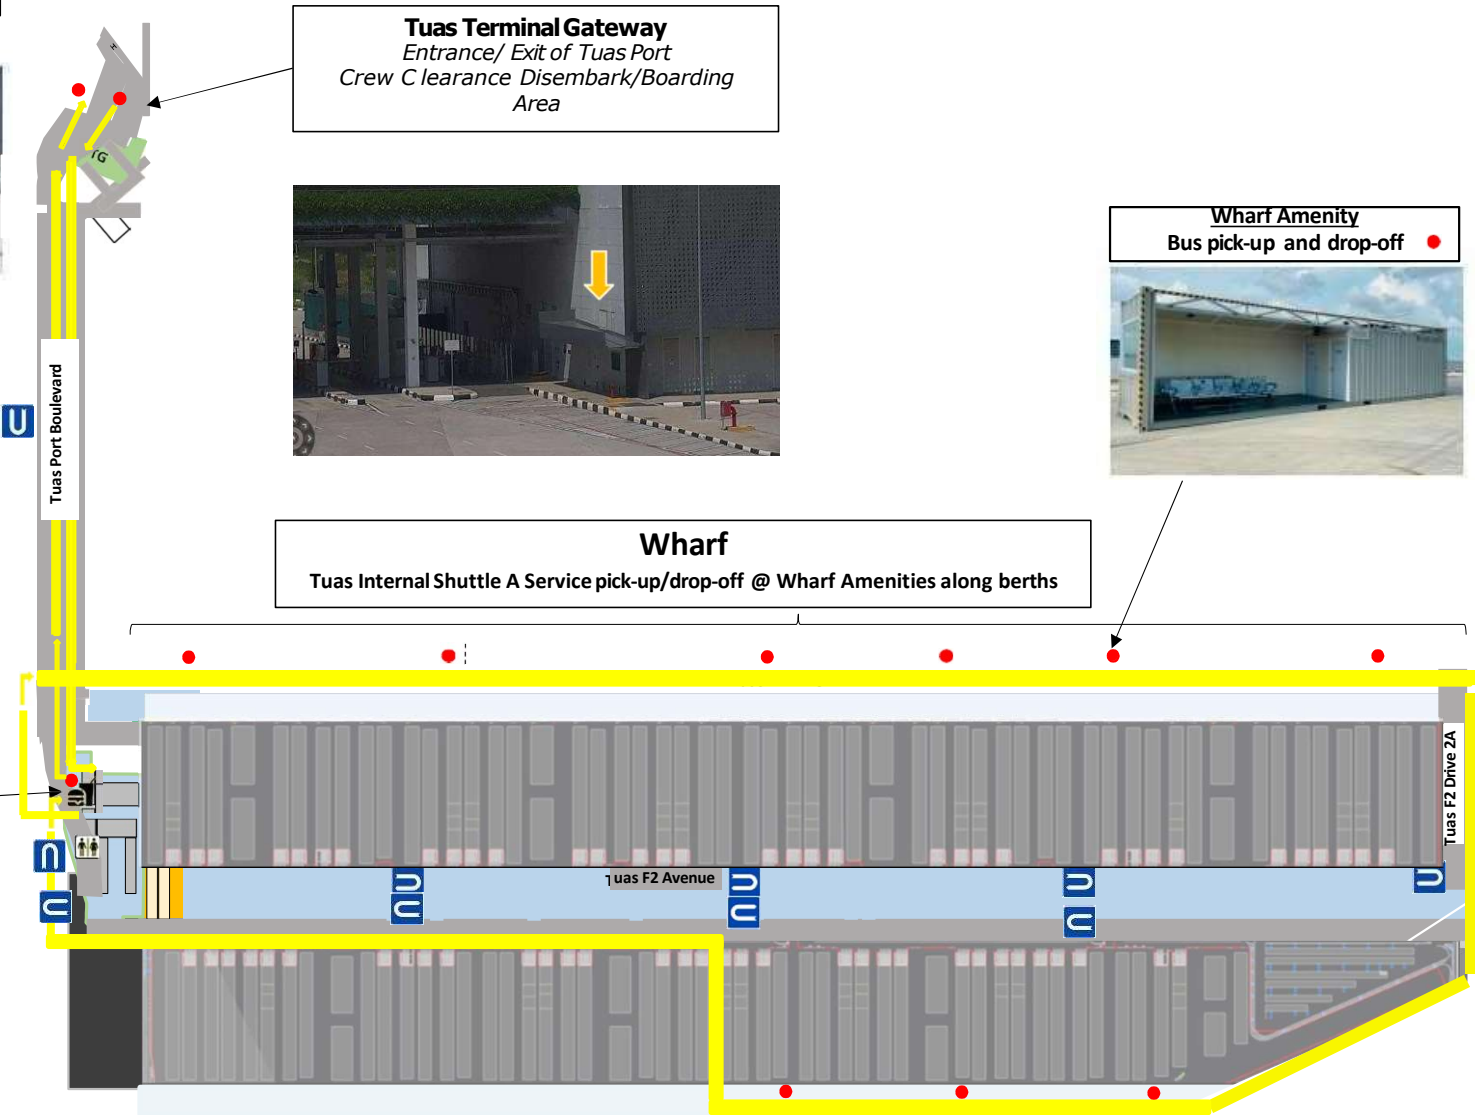 Tuas Terminal Gateway
Entrance/ Exit of Tuas Port
Crew C learance Disembark/Boarding
Area
H
TG
Wharf Amenity
Bus pick-up and drop-off
Tuas Port Boulevard
Wharf
Tuas Internal Shuttle A Service pick-up/drop-off @ Wharf Amenities along berths
Tuas F2 Drive 2A
Tuas F2 Avenue